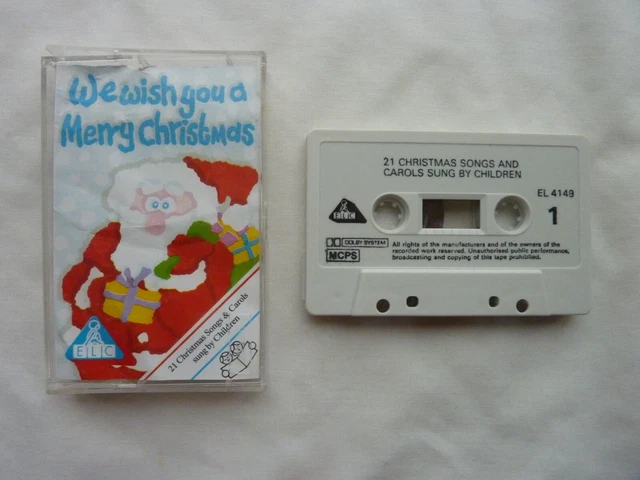 We wish you a
Merry Christmas
21 Christmas Songs & Carols
sung by Children
ELC
21 CHRISTMAS SONGS AND
CAROLS SUNG BY CHILDREN
EL 4149
1
ELC
DOLBY SYSTEM
MCPS
All rights of the manufacturers and of the owners of the
recorded work reserved. Unauthorised public performance,
broadcasting and copying of this tape prohibited.